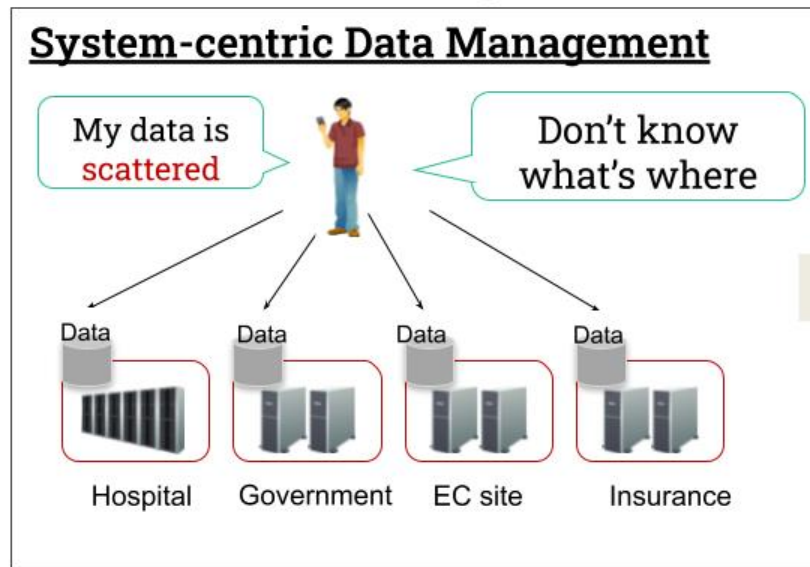 System-centric Data Management
My data is
scattered
Don't know
what's where
Data
Data
Data
Data
Hospital
Government
EC site
Insurance